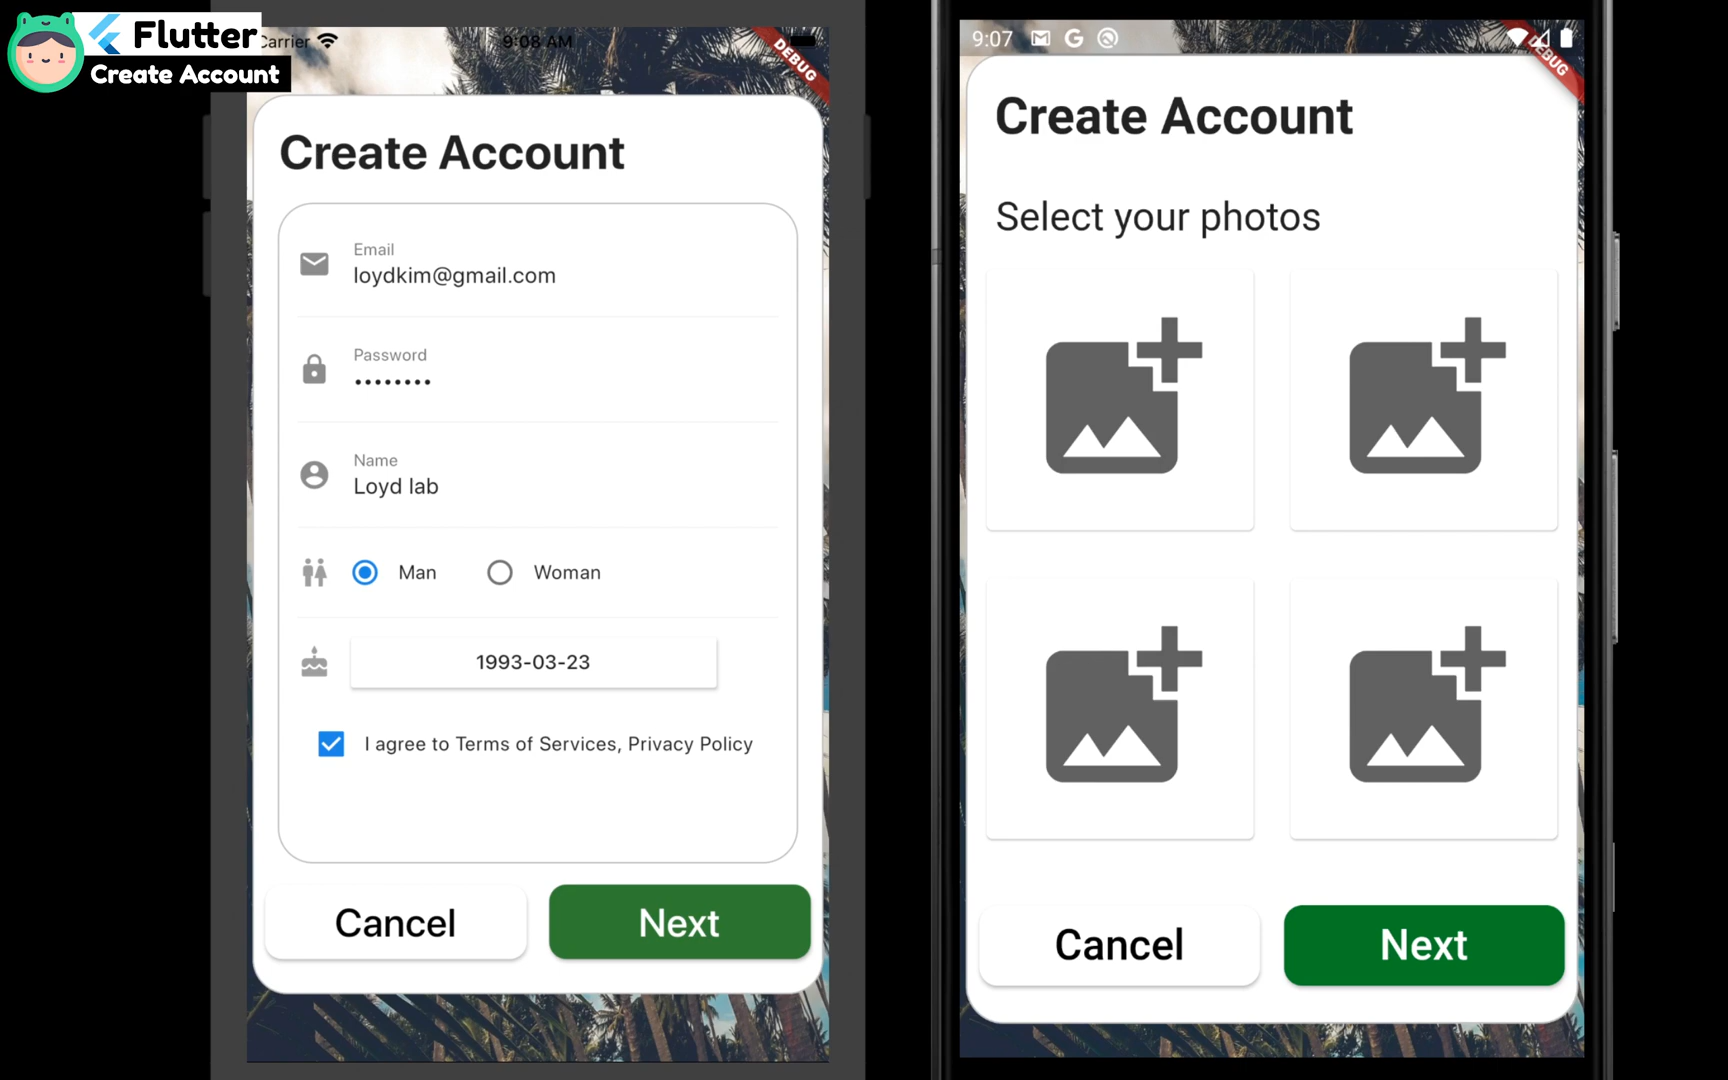 Flutter
Create Account
Carrier
9:08 AM
DEBUG
Create Account
Email
loydkim@gmail.com
Password
••••••••
Name
Loyd lab
Man
Woman
1993-03-23
I agree to Terms of Services, Privacy Policy
Cancel
Next
9:07
G
DEBUG
Create Account
Select your photos
Cancel
Next